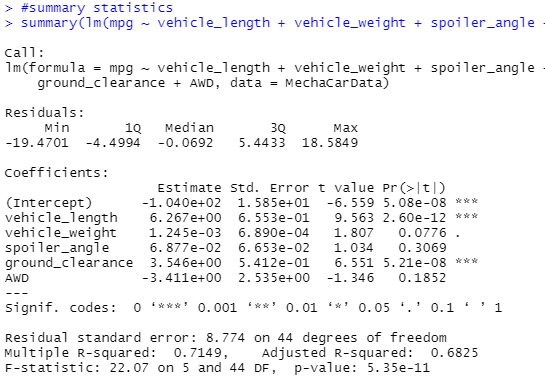 > #summary statistics
> summary(lm(mpg ~ vehicle_length + vehicle_weight + spoiler_angle +
Call:
lm(formula = mpg ~ vehicle_length + vehicle_weight + spoiler_angle +
    ground_clearance + AWD, data = MechaCarData)
Residuals:
     Min       1Q   Median       3Q      Max
-19.4701  -4.4994  -0.0692   5.4433  18.5849
Coefficients:
                   Estimate Std. Error t value Pr(>|t|)
(Intercept)      -1.040e+02  1.585e+01  -6.559 5.08e-08 ***
vehicle_length    6.267e+00  6.553e-01   9.563 2.60e-12 ***
vehicle_weight    1.245e-03  6.890e-04   1.807   0.0776 .
spoiler_angle     6.877e-02  6.653e-02   1.034   0.3069
ground_clearance  3.546e+00  5.412e-01   6.551 5.21e-08 ***
AWD              -3.411e+00  2.535e+00  -1.346   0.1852
---
Signif. codes:  0 ‘***’ 0.001 ‘**’ 0.01 ‘*’ 0.05 ‘.’ 0.1 ‘ ’ 1
Residual standard error: 8.774 on 44 degrees of freedom
Multiple R-squared:  0.7149,    Adjusted R-squared:  0.6825
F-statistic: 22.07 on 5 and 44 DF,  p-value: 5.35e-11